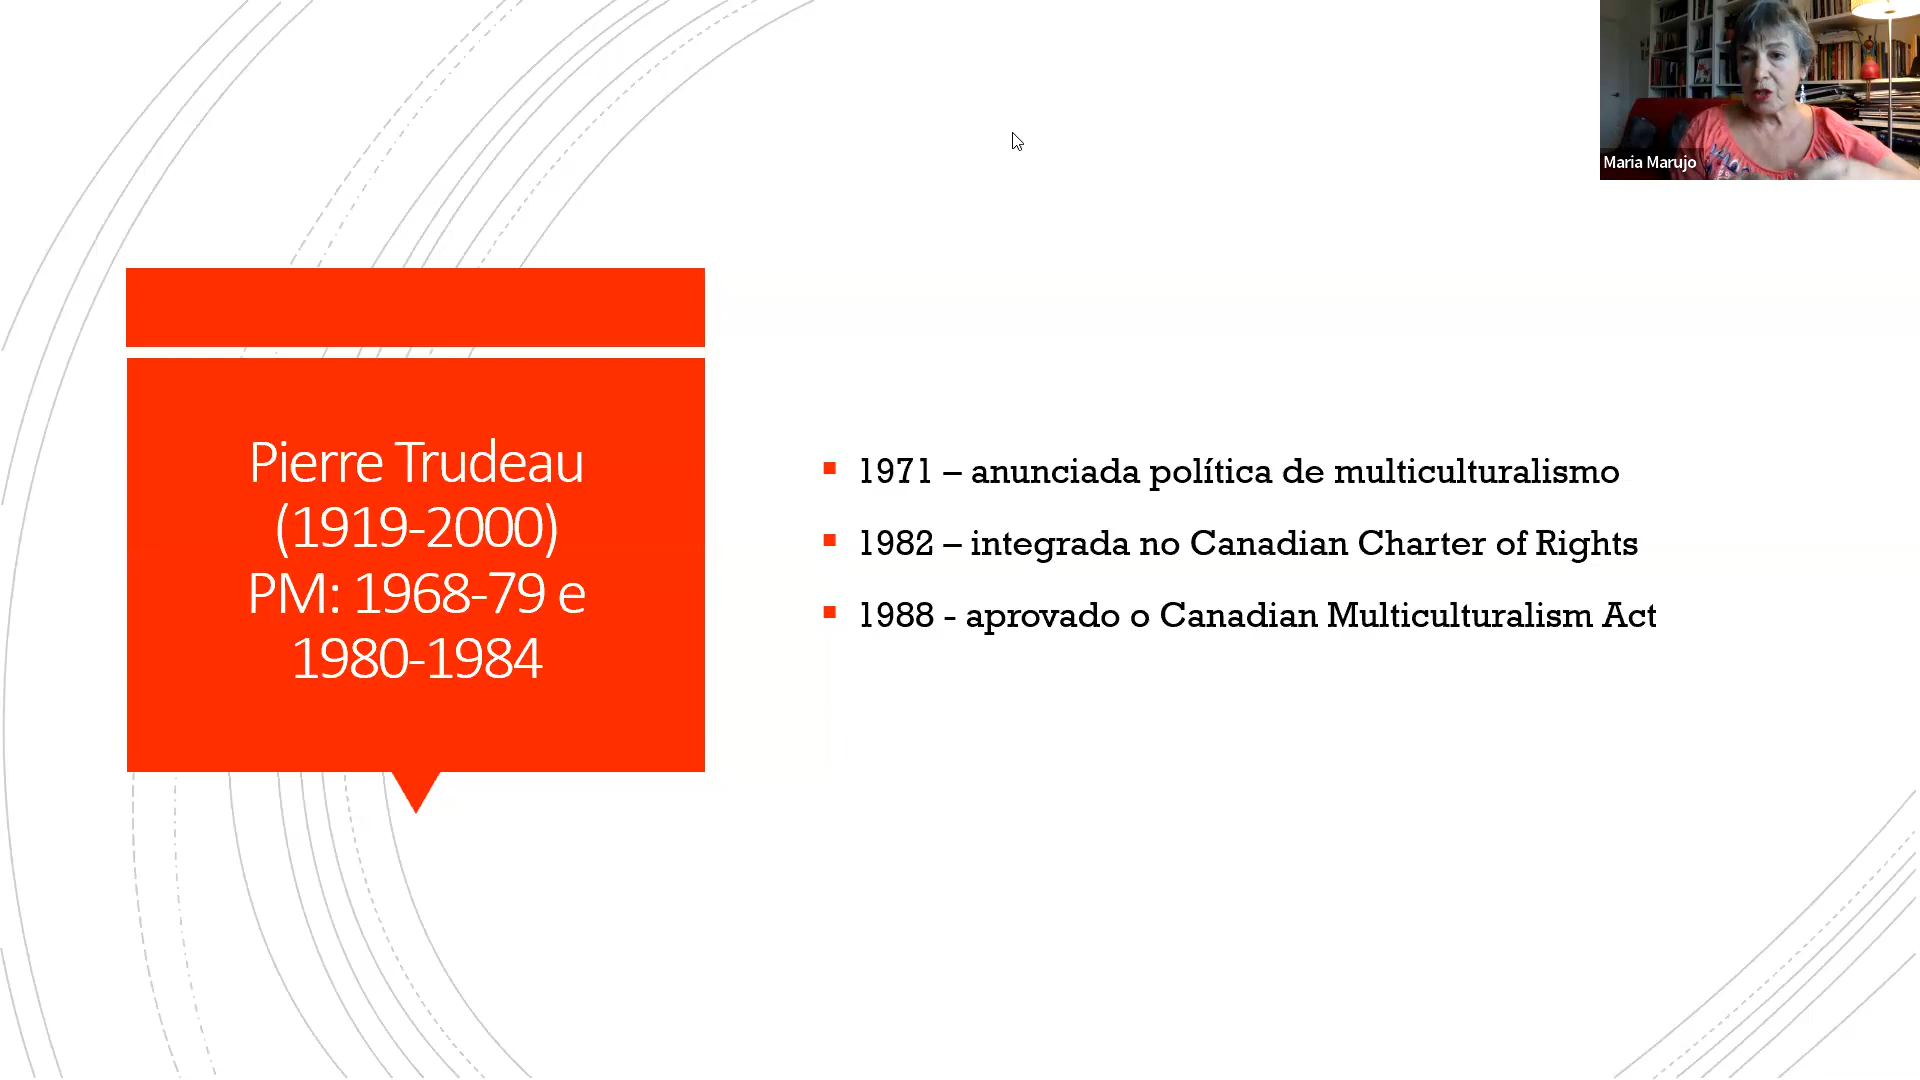 Maria Marujo
Pierre Trudeau
(1919-2000)
PM: 1968-79 e
1980-1984
1971 – anunciada política de multiculturalismo
1982 – integrada no Canadian Charter of Rights
1988 - aprovado o Canadian Multiculturalism Act